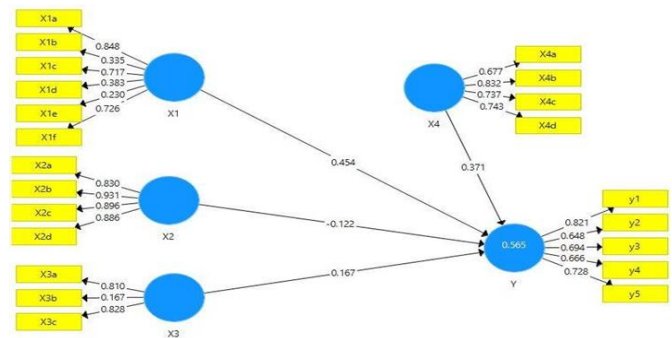 X1a
X1b
X1c
X1d
X1e
X1f
0.848
0.335
0.717
0.383
0.230
0.726
X1
X4a
X4b
X4c
X4d
0.677
0.832
0.737
0.743
X4
0.454
0.371
X2a
X2b
X2c
X2d
0.830
0.931
0.896
0.886
X2
-0.122
X3a
X3b
X3c
0.810
0.167
0.828
X3
0.167
0.565
Y
0.821
0.648
0.694
0.666
0.728
y1
y2
y3
y4
y5